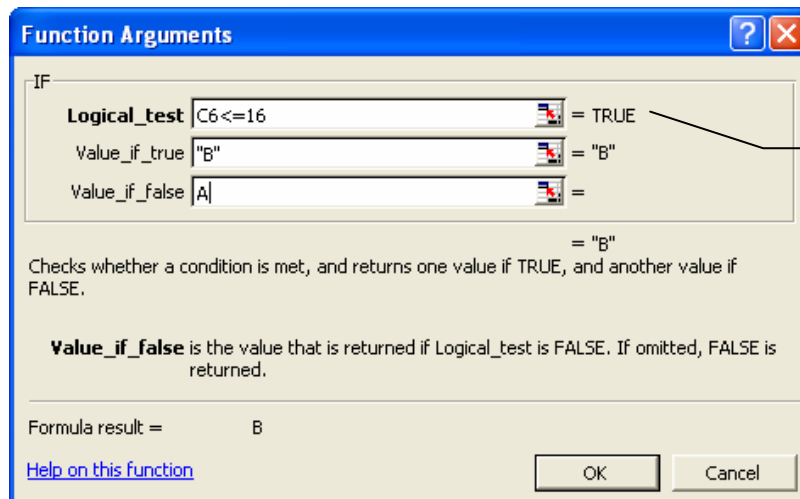 Function Arguments
IF
Logical_test C6<=16 = TRUE
Value_if_true "B" = "B"
Value_if_false A =
= "B"
Checks whether a condition is met, and returns one value if TRUE, and another value if
FALSE.
Value_if_false is the value that is returned if Logical_test is FALSE. If omitted, FALSE is
returned.
Formula result = B
Help on this function OK Cancel